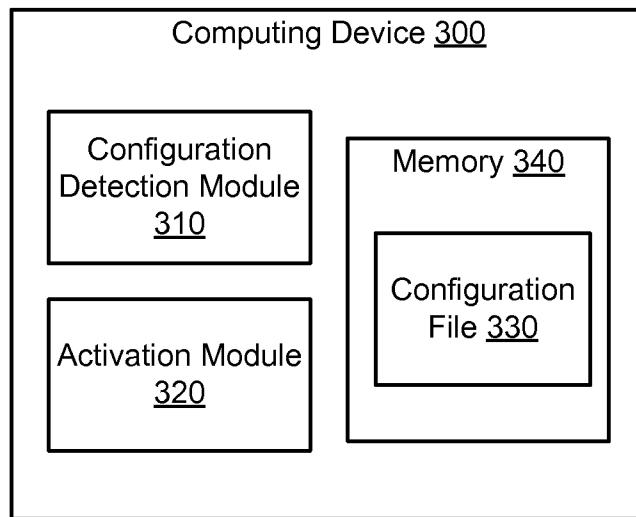 Computing Device 300
Configuration
Detection Module
310
Activation Module
320
Memory 340
Configuration
File 330